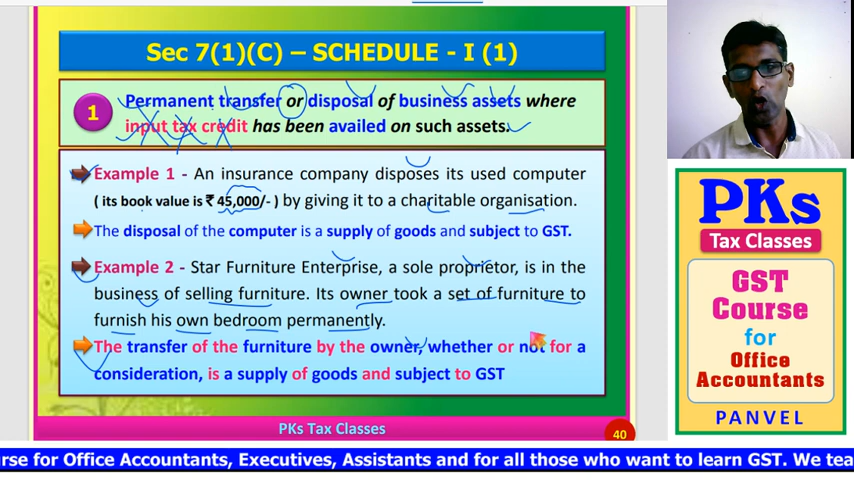 Sec 7(1)(C) – SCHEDULE - I (1)
1
Permanent transfer or disposal of business assets where
input tax credit has been availed on such assets.
Example 1 - An insurance company disposes its used computer
( its book value is ₹ 45,000/- ) by giving it to a charitable organisation.
The disposal of the computer is a supply of goods and subject to GST.
Example 2 - Star Furniture Enterprise, a sole proprietor, is in the
business of selling furniture. Its owner took a set of furniture to
furnish his own bedroom permanently.
The transfer of the furniture by the owner, whether or not for a
consideration, is a supply of goods and subject to GST
PKs Tax Classes
40
PKs
Tax Classes
GST
Course
for
Office
Accountants
PANVEL
rse for Office Accountants, Executives, Assistants and for all those who want to learn GST. We tea